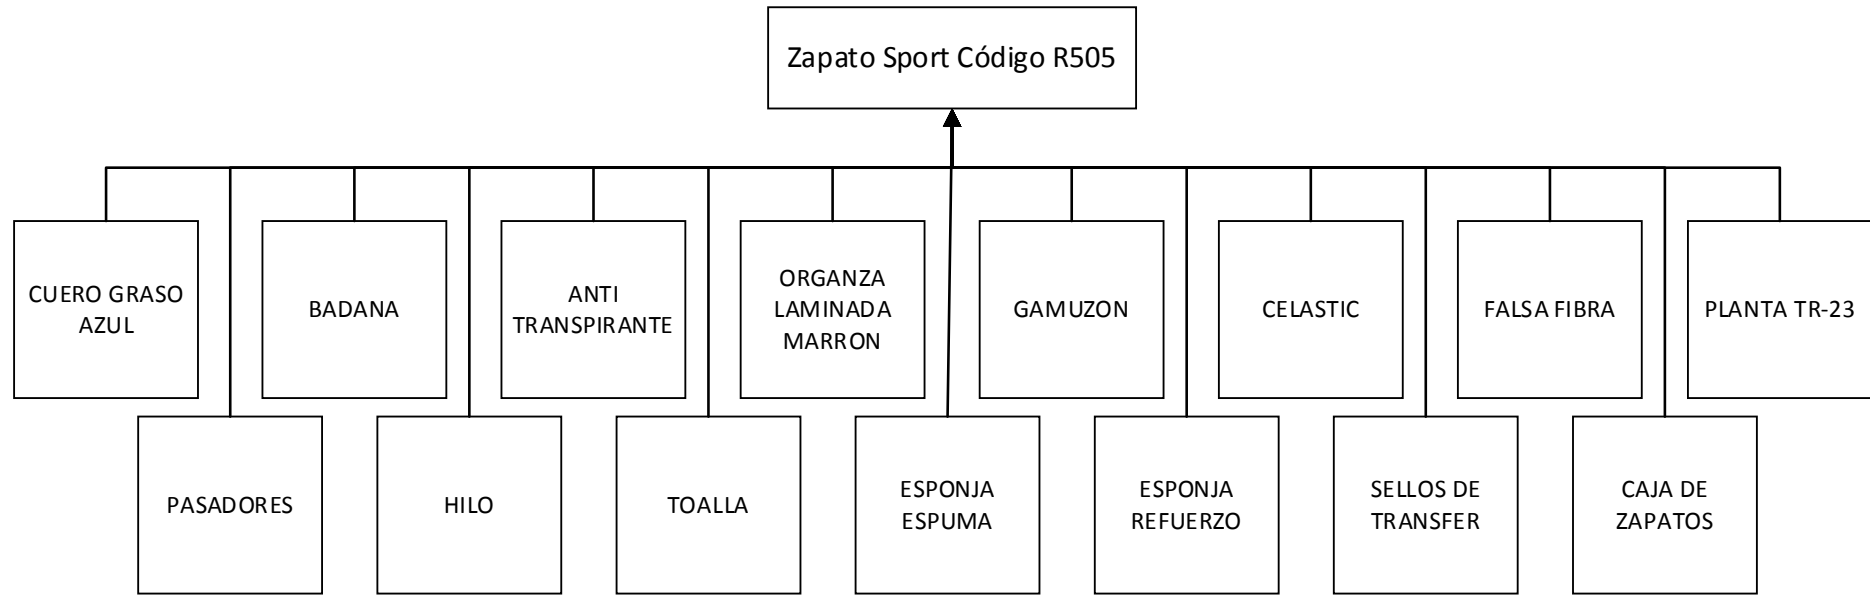 Zapato Sport Código R505
CUERO GRASO
AZUL
BADANA
ANTI
TRANSPIRANTE
ORGANZA
LAMINADA
MARRON
GAMUZON
CELASTIC
FALSA FIBRA
PLANTA TR-23
PASADORES
HILO
TOALLA
ESPONJA
ESPUMA
ESPONJA
REFUERZO
SELLOS DE
TRANSFER
CAJA DE
ZAPATOS